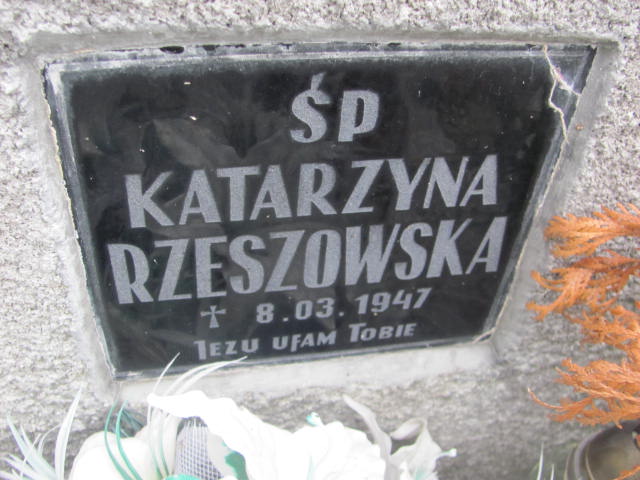 ŚP
KATARZYNA
RZESZOWSKA
✝ 8.03.1947
JEZU UFAM TOBIE